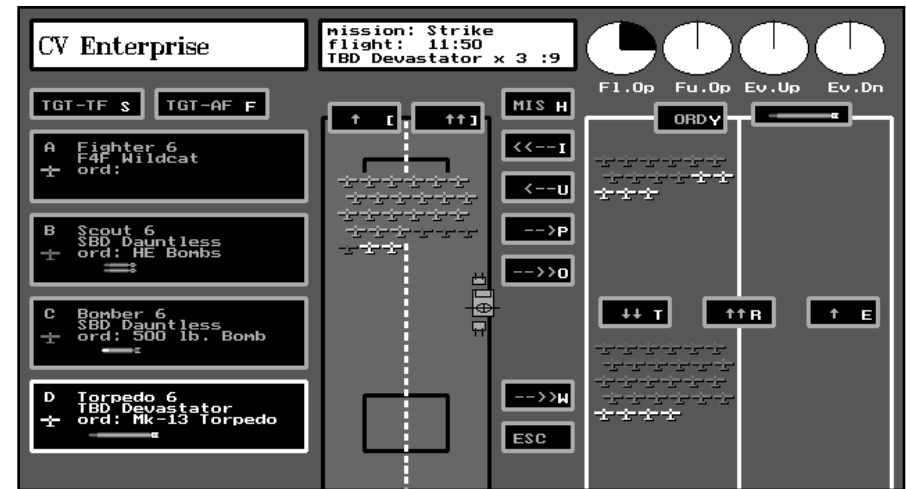 CV Enterprise
mission: Strike
flight: 11:50
TBD Devastator x 3 :9
Fl.Op Fu.Op Ev.Up Ev.Dn
TGT-TF S TGT-AF F
↑ [ ↑↑ ]
MIS H
ORD Y
A Fighter 6
F4F Wildcat
ord:
<<--I
<--U
B Scout 6
SBD Dauntless
ord: HE Bombs
-->P
-->>O
C Bomber 6
SBD Dauntless
ord: 500 lb. Bomb
↓↓ T ↑↑ R ↑ E
D Torpedo 6
TBD Devastator
ord: Mk-13 Torpedo
-->>W
ESC